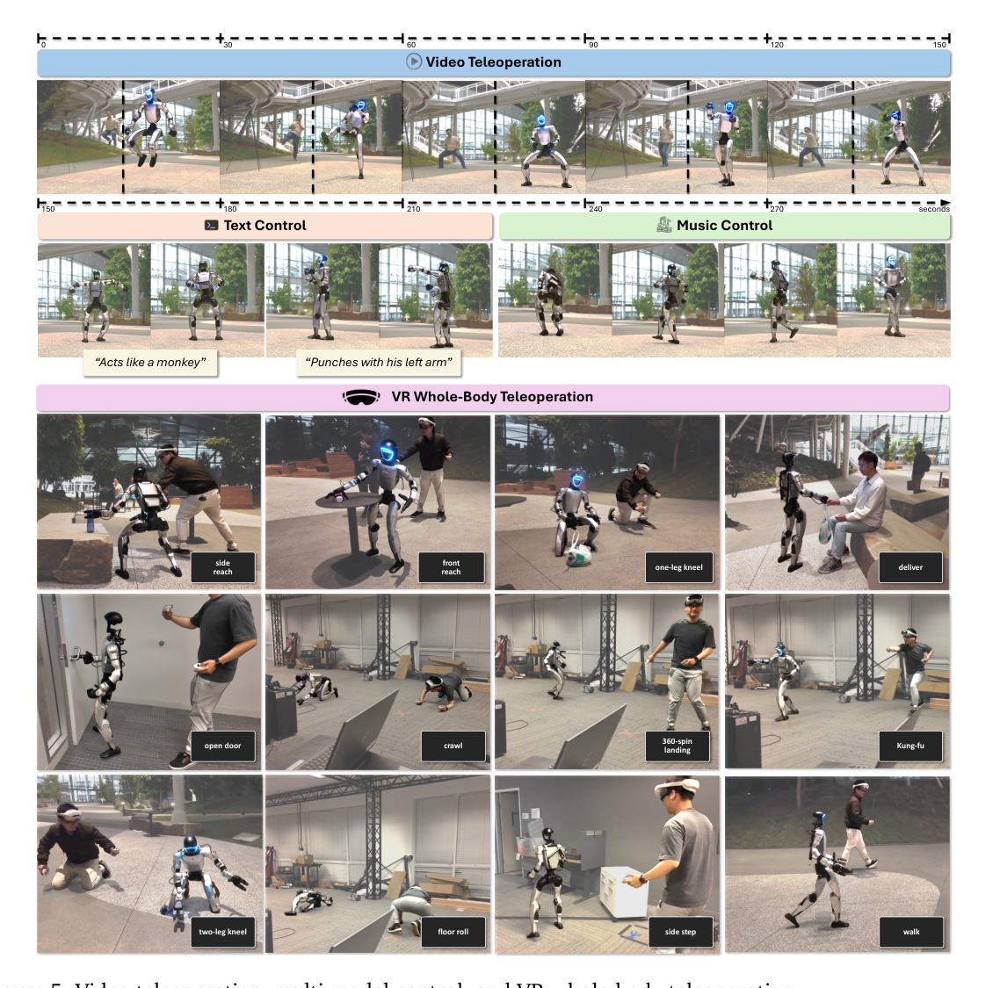 0 30 60 90 120 150
Video Teleoperation
150 180 210 240 270 seconds
Text Control
Music Control
“Acts like a monkey”
“Punches with his left arm”
VR Whole-Body Teleoperation
side
reach
front
reach
one-leg kneel
deliver
open door
crawl
360-spin
landing
Kung-fu
two-leg kneel
floor roll
side step
walk